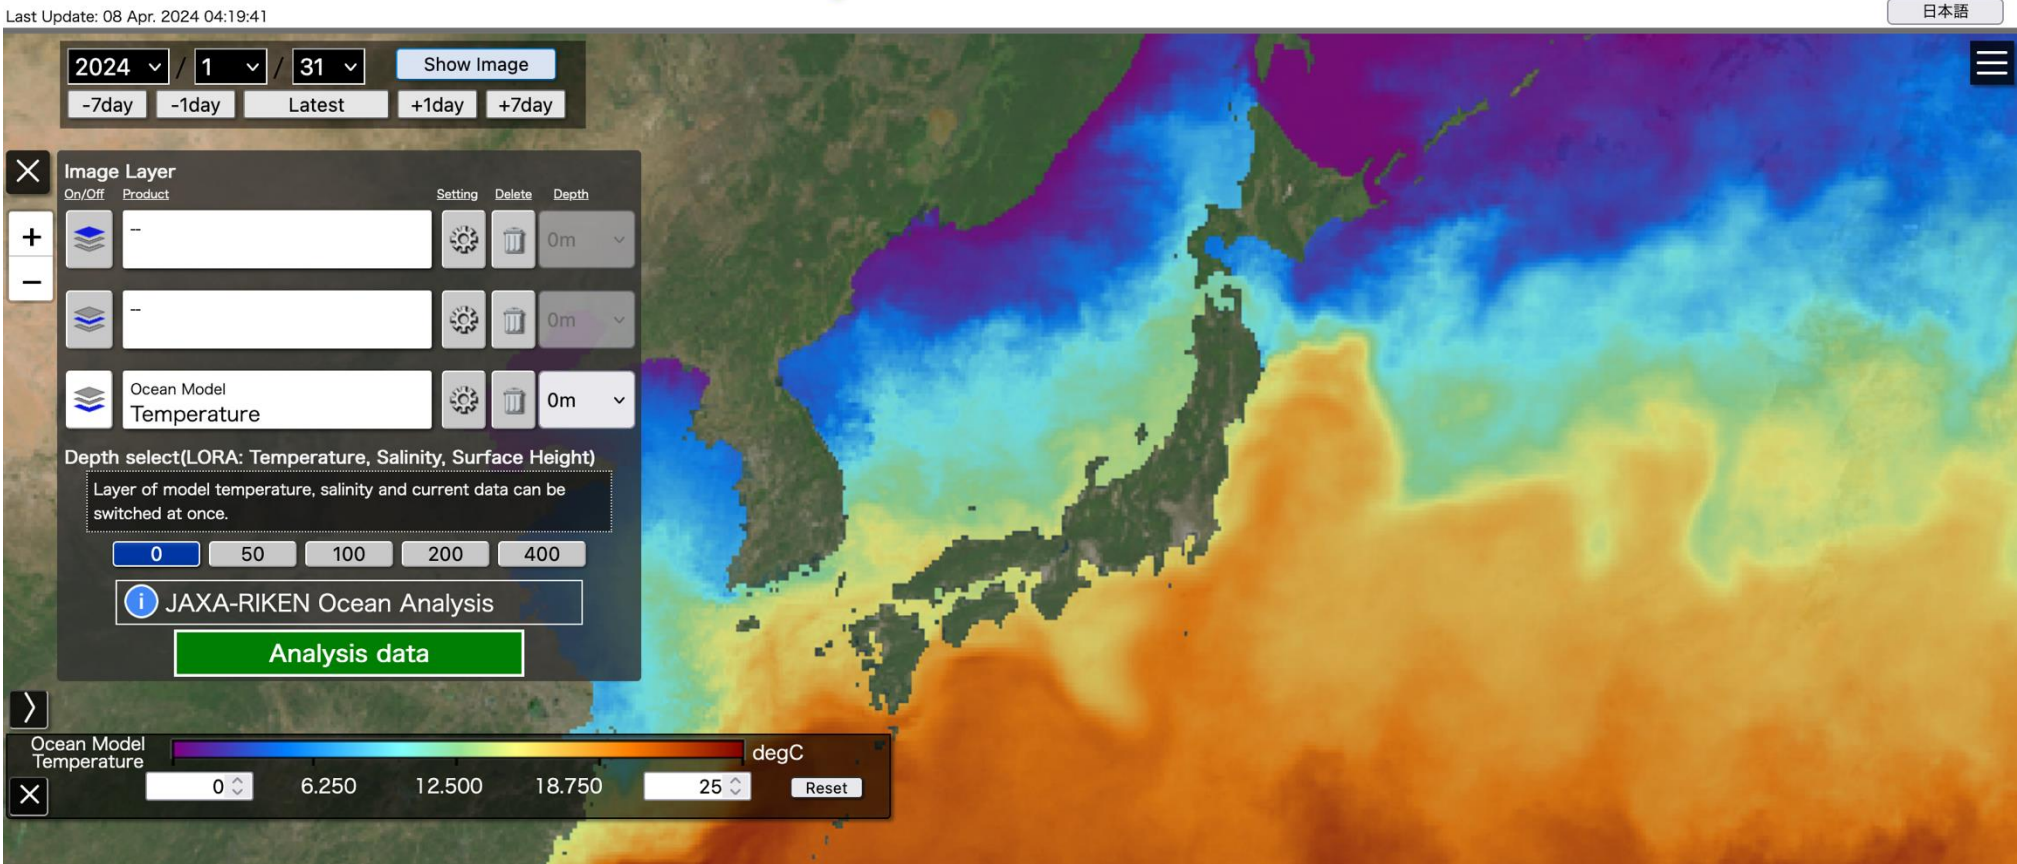 Last Update: 08 Apr. 2024 04:19:41
日本語
2024 / 1 / 31 Show Image
-7day -1day Latest +1day +7day
Image Layer
On/Off Product Setting Delete Depth
-- 0m
-- 0m
Ocean Model
Temperature 0m
Depth select(LORA: Temperature, Salinity, Surface Height)
Layer of model temperature, salinity and current data can be
switched at once.
0 50 100 200 400
i JAXA-RIKEN Ocean Analysis
Analysis data
Ocean Model
Temperature
degC
0 6.250 12.500 18.750 25 Reset